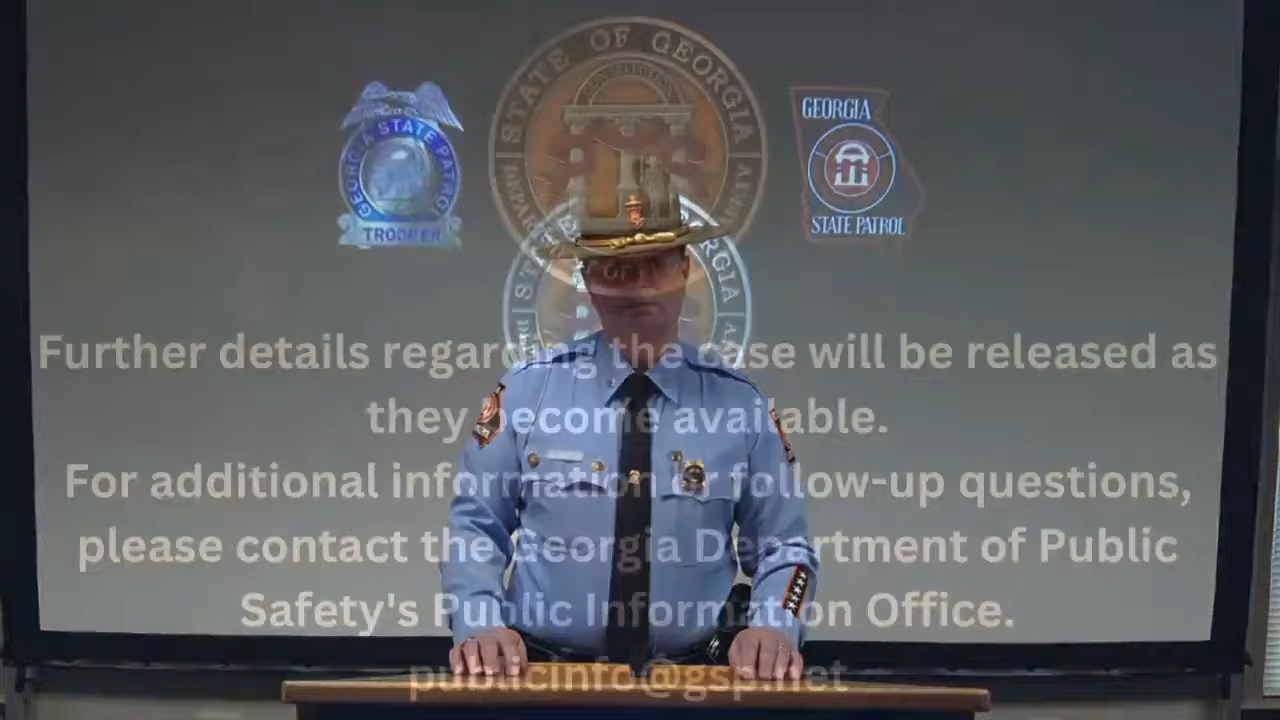 STATE OF GEORGIA
GEORGIA STATE PATROL
TROOPER
GEORGIA
STATE PATROL
Further details regarding the case will be released as
they become available.
For additional information or follow-up questions,
please contact the Georgia Department of Public
Safety's Public Information Office.
publicinfo@gsp.net